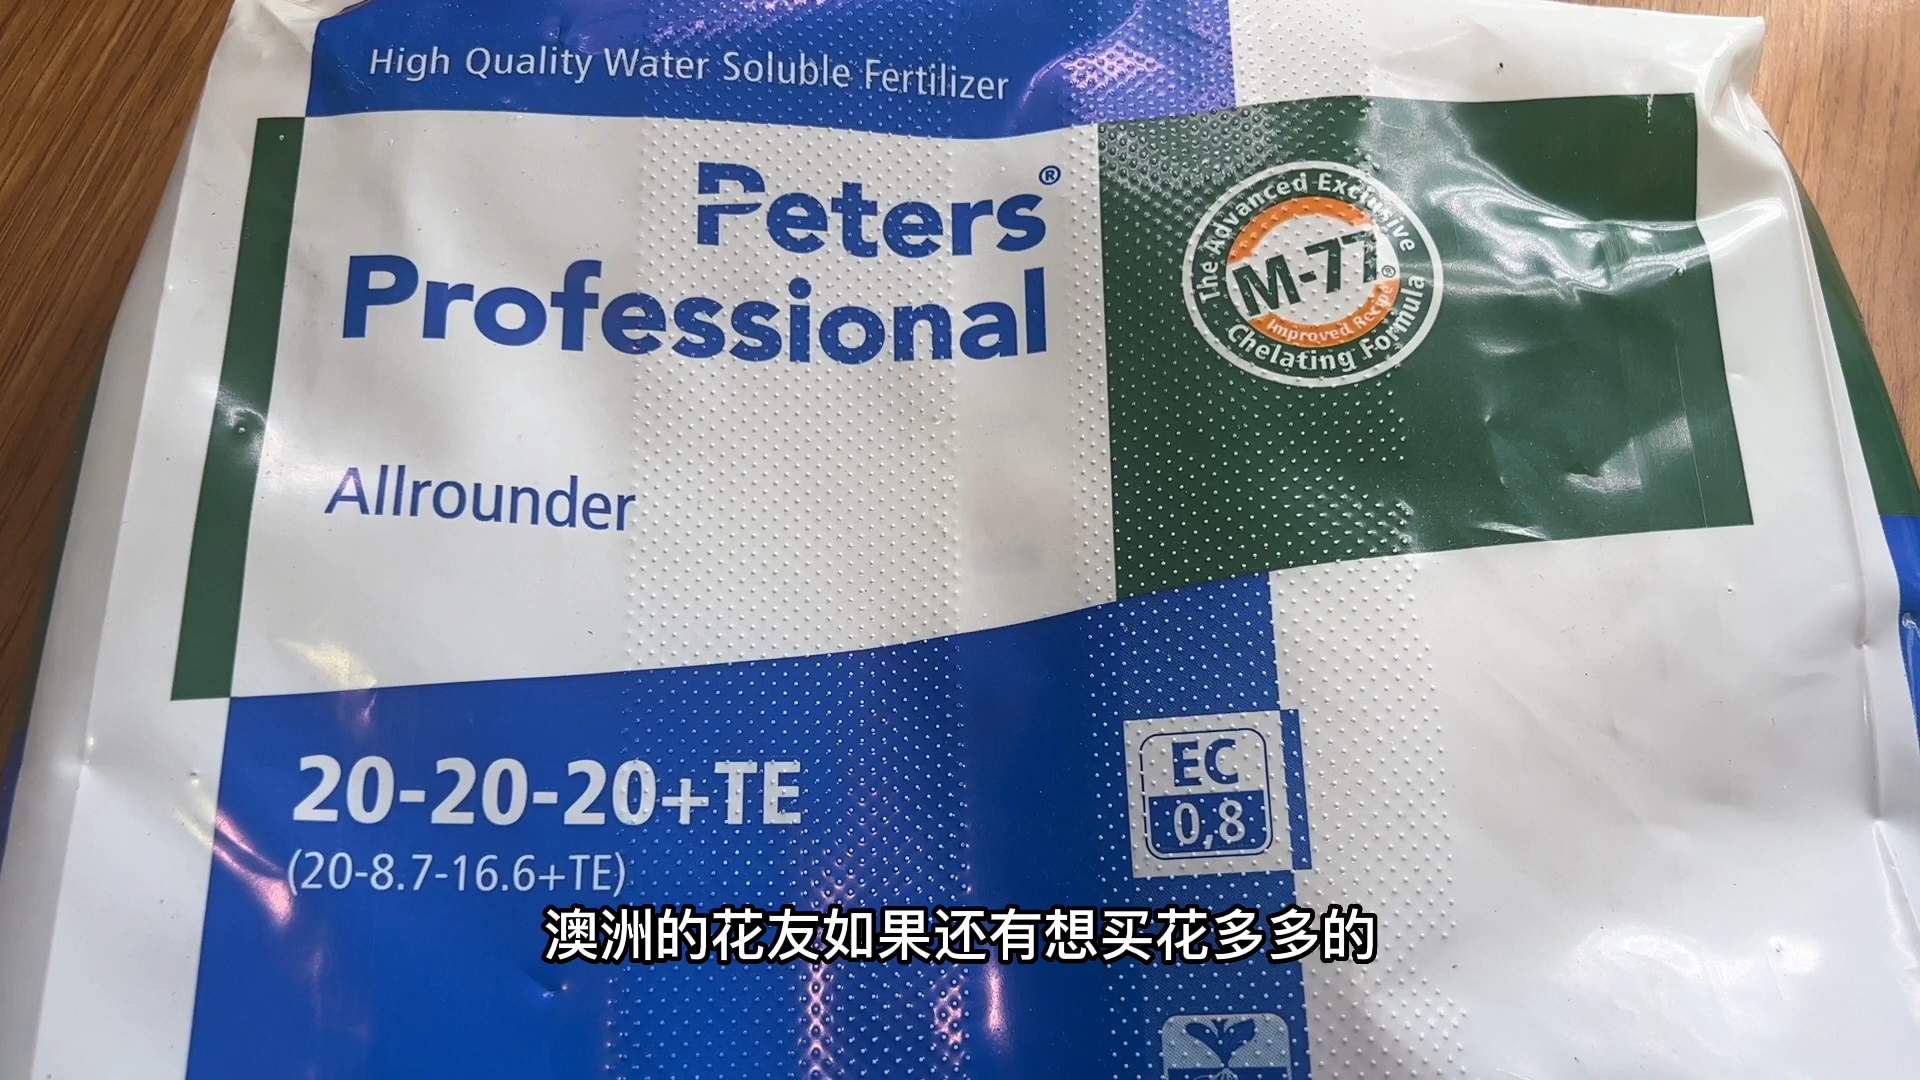 High Quality Water Soluble Fertilizer
Peters®
Professional
The Advanced Exclusive
M-77®
Improved Recipe
Chelating Formula
Allrounder
20-20-20+TE
(20-8.7-16.6+TE)
EC
0,8
澳洲的花友如果还有想买花多多的